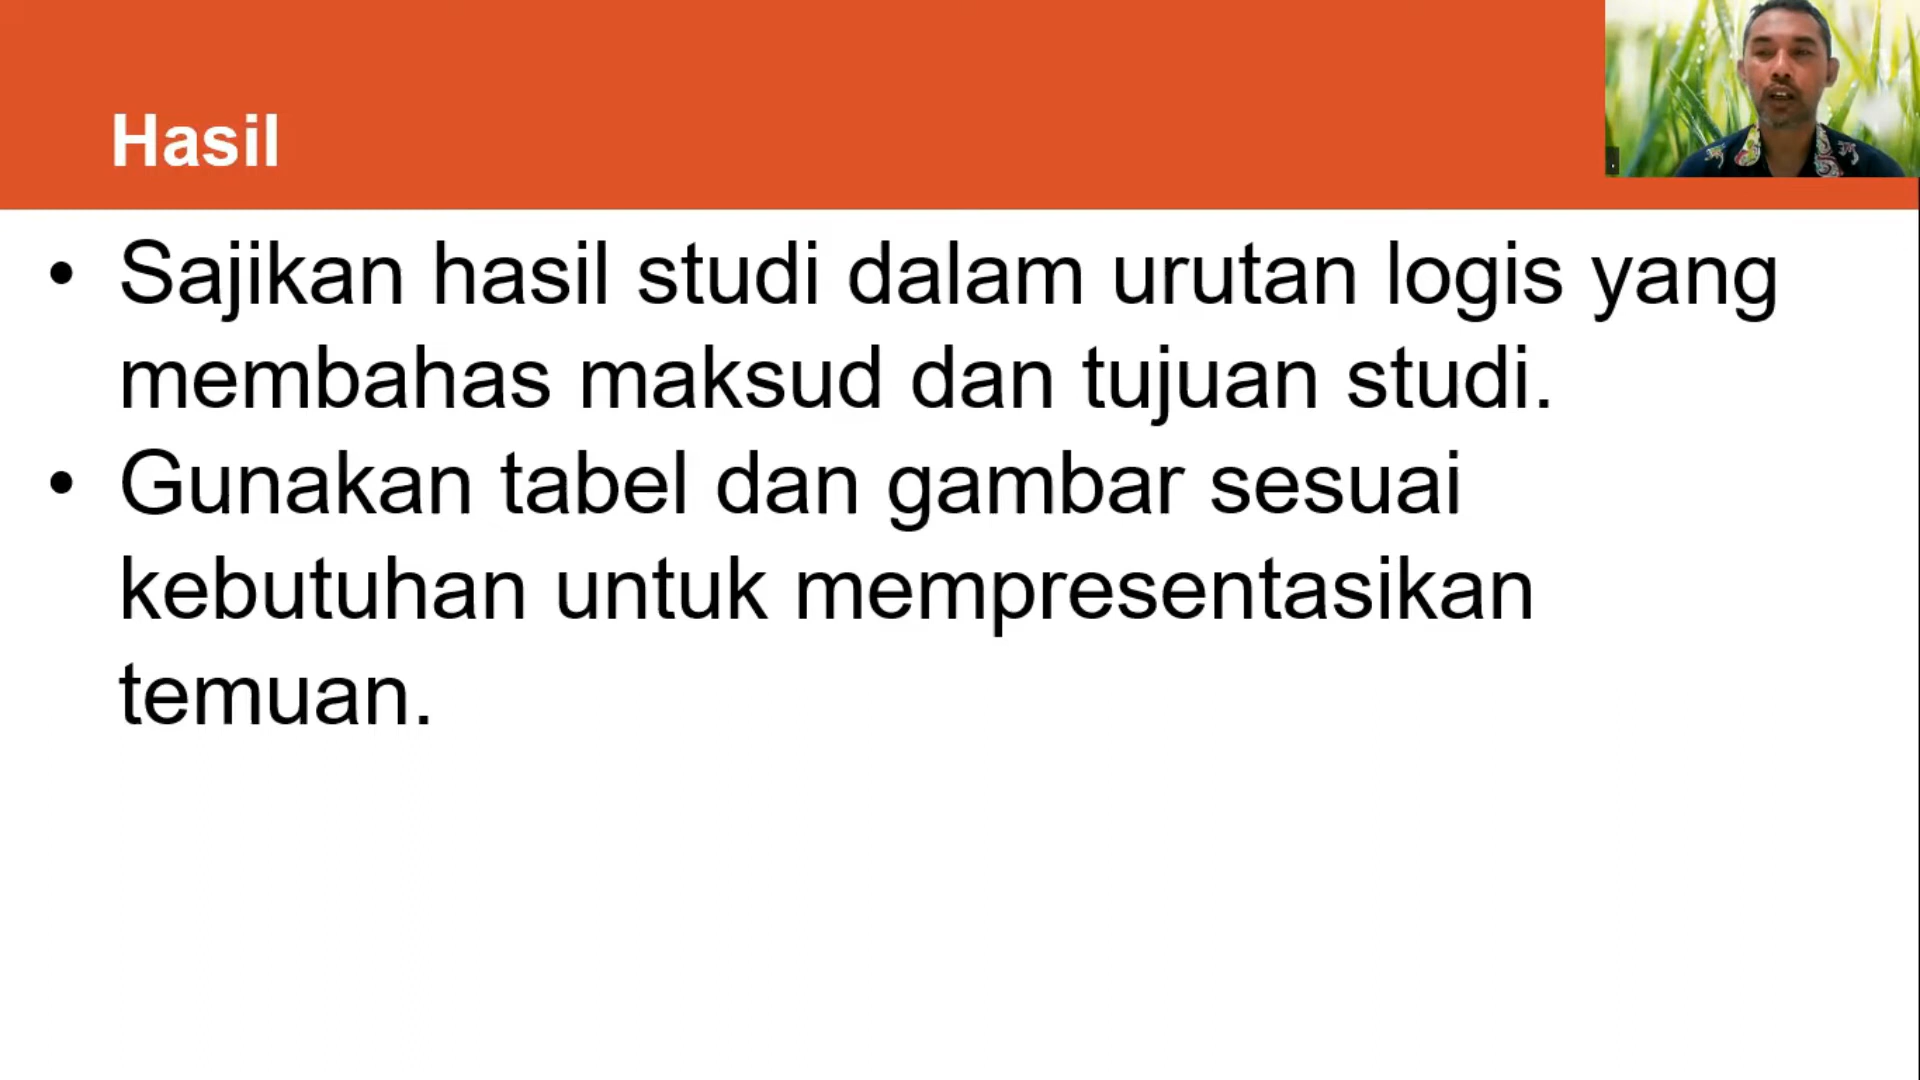 Hasil
• Sajikan hasil studi dalam urutan logis yang
membahas maksud dan tujuan studi.
• Gunakan tabel dan gambar sesuai
kebutuhan untuk mempresentasikan
temuan.